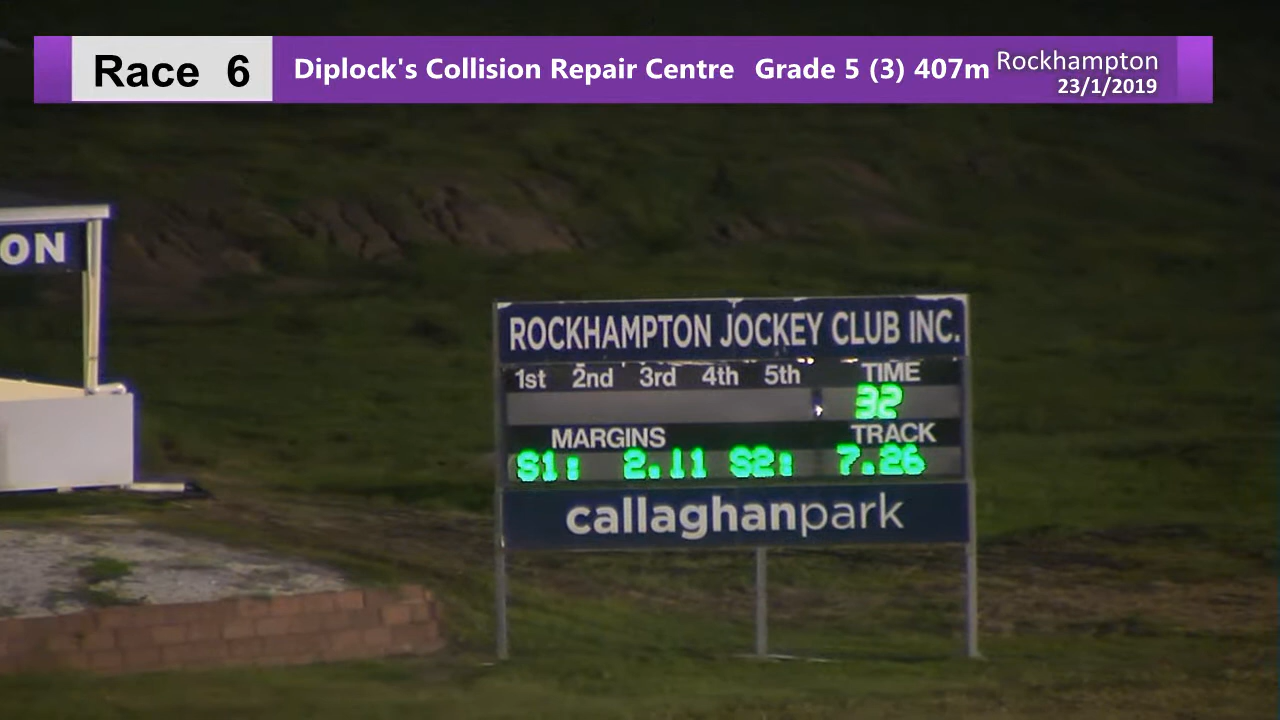 Race 6
Diplock's Collision Repair Centre Grade 5 (3) 407m
Rockhampton
23/1/2019
ON
ROCKHAMPTON JOCKEY CLUB INC.
1st 2nd 3rd 4th 5th TIME
32
MARGINS TRACK
S1: 2.11 S2: 7.26
callaghanpark